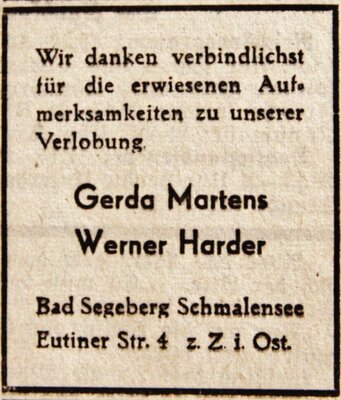 Wir danken verbindlichst
für die erwiesenen Auf-
merksamkeiten zu unserer
Verlobung.
Gerda Martens
Werner Harder
Bad Segeberg Schmalensee
Eutiner Str. 4 z. Z. i. Ost.